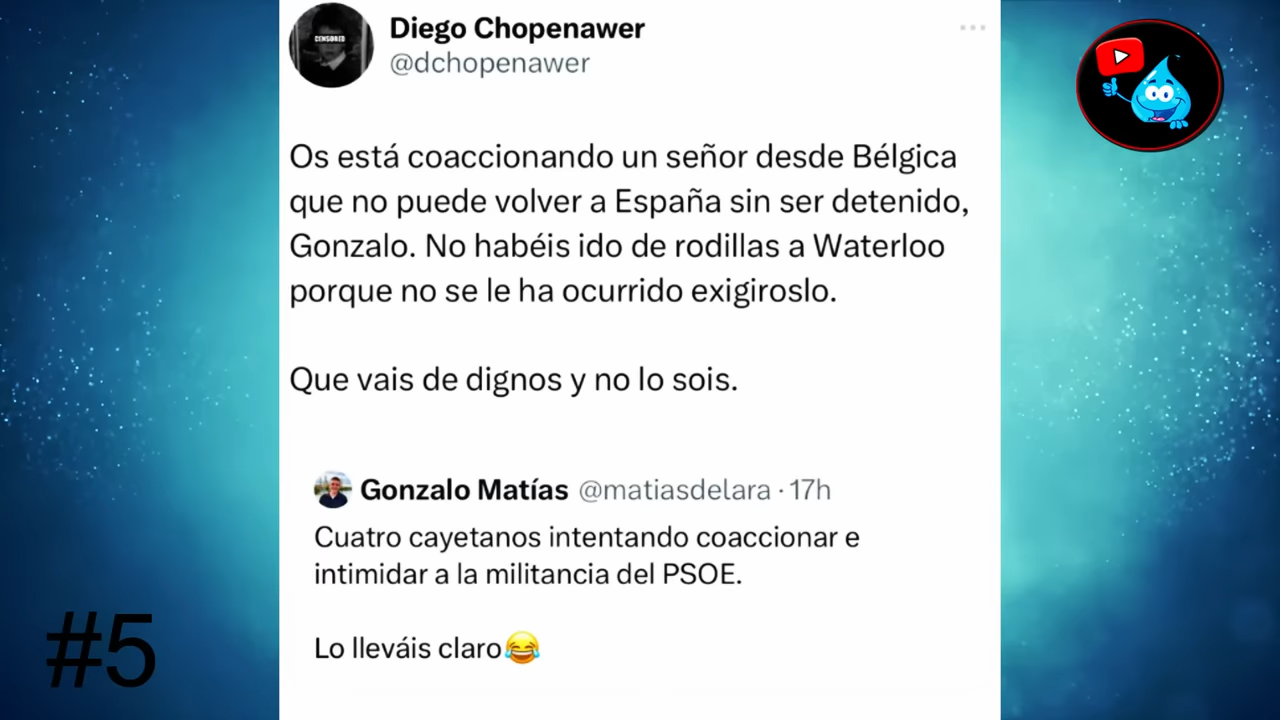 Diego Chopenawer
@dchopenawer
CENSORED
Os está coaccionando un señor desde Bélgica
que no puede volver a España sin ser detenido,
Gonzalo. No habéis ido de rodillas a Waterloo
porque no se le ha ocurrido exigiroslo.
Que vais de dignos y no lo sois.
Gonzalo Matías @matiasdelara · 17h
Cuatro cayetanos intentando coaccionar e
intimidar a la militancia del PSOE.
Lo lleváis claro😂
#5